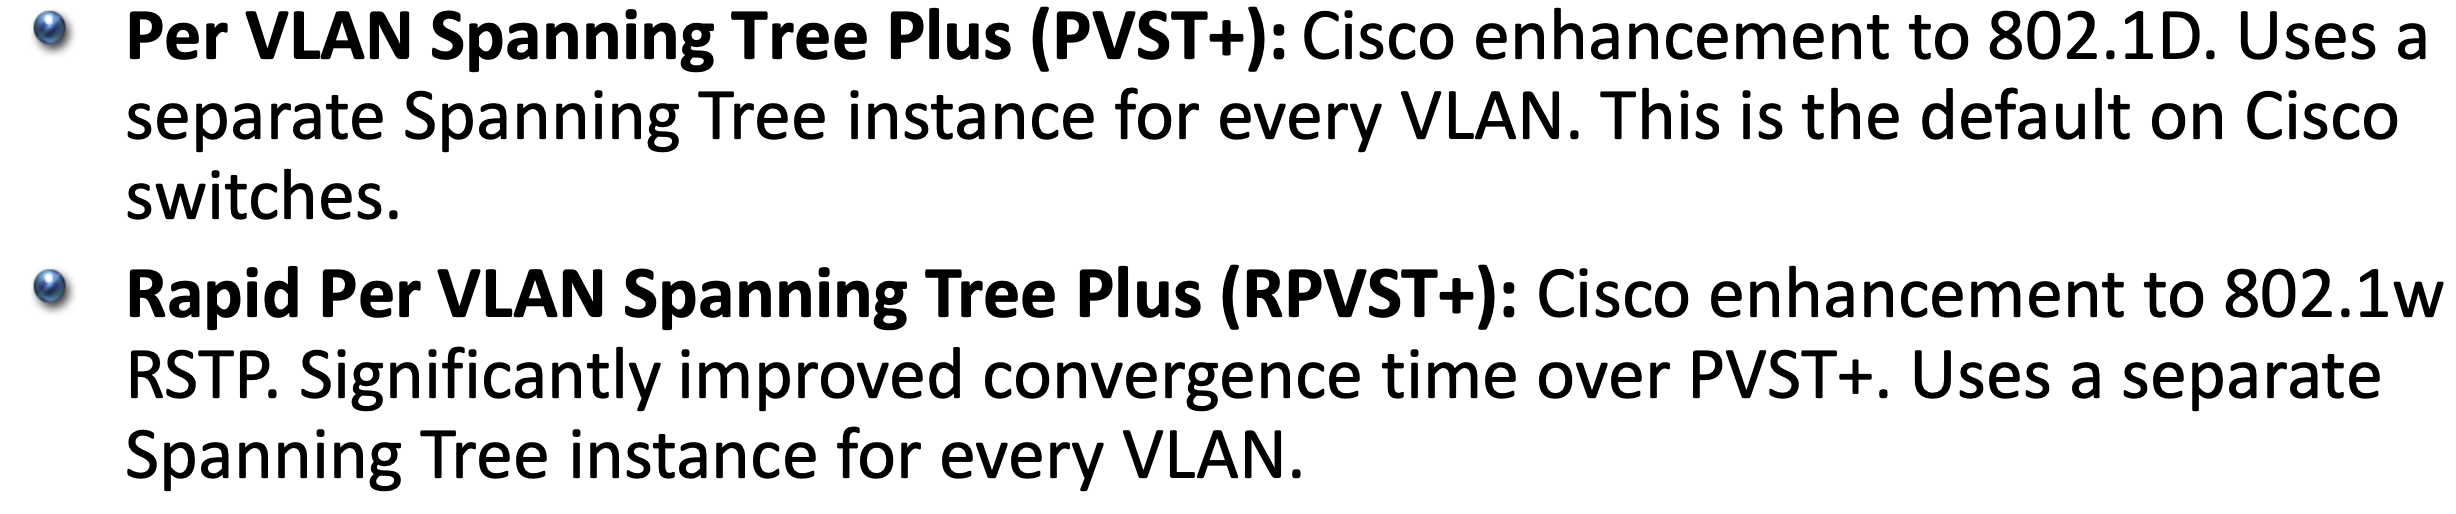 Per VLAN Spanning Tree Plus (PVST+): Cisco enhancement to 802.1D. Uses a
separate Spanning Tree instance for every VLAN. This is the default on Cisco
switches.
Rapid Per VLAN Spanning Tree Plus (RPVST+): Cisco enhancement to 802.1w
RSTP. Significantly improved convergence time over PVST+. Uses a separate
Spanning Tree instance for every VLAN.